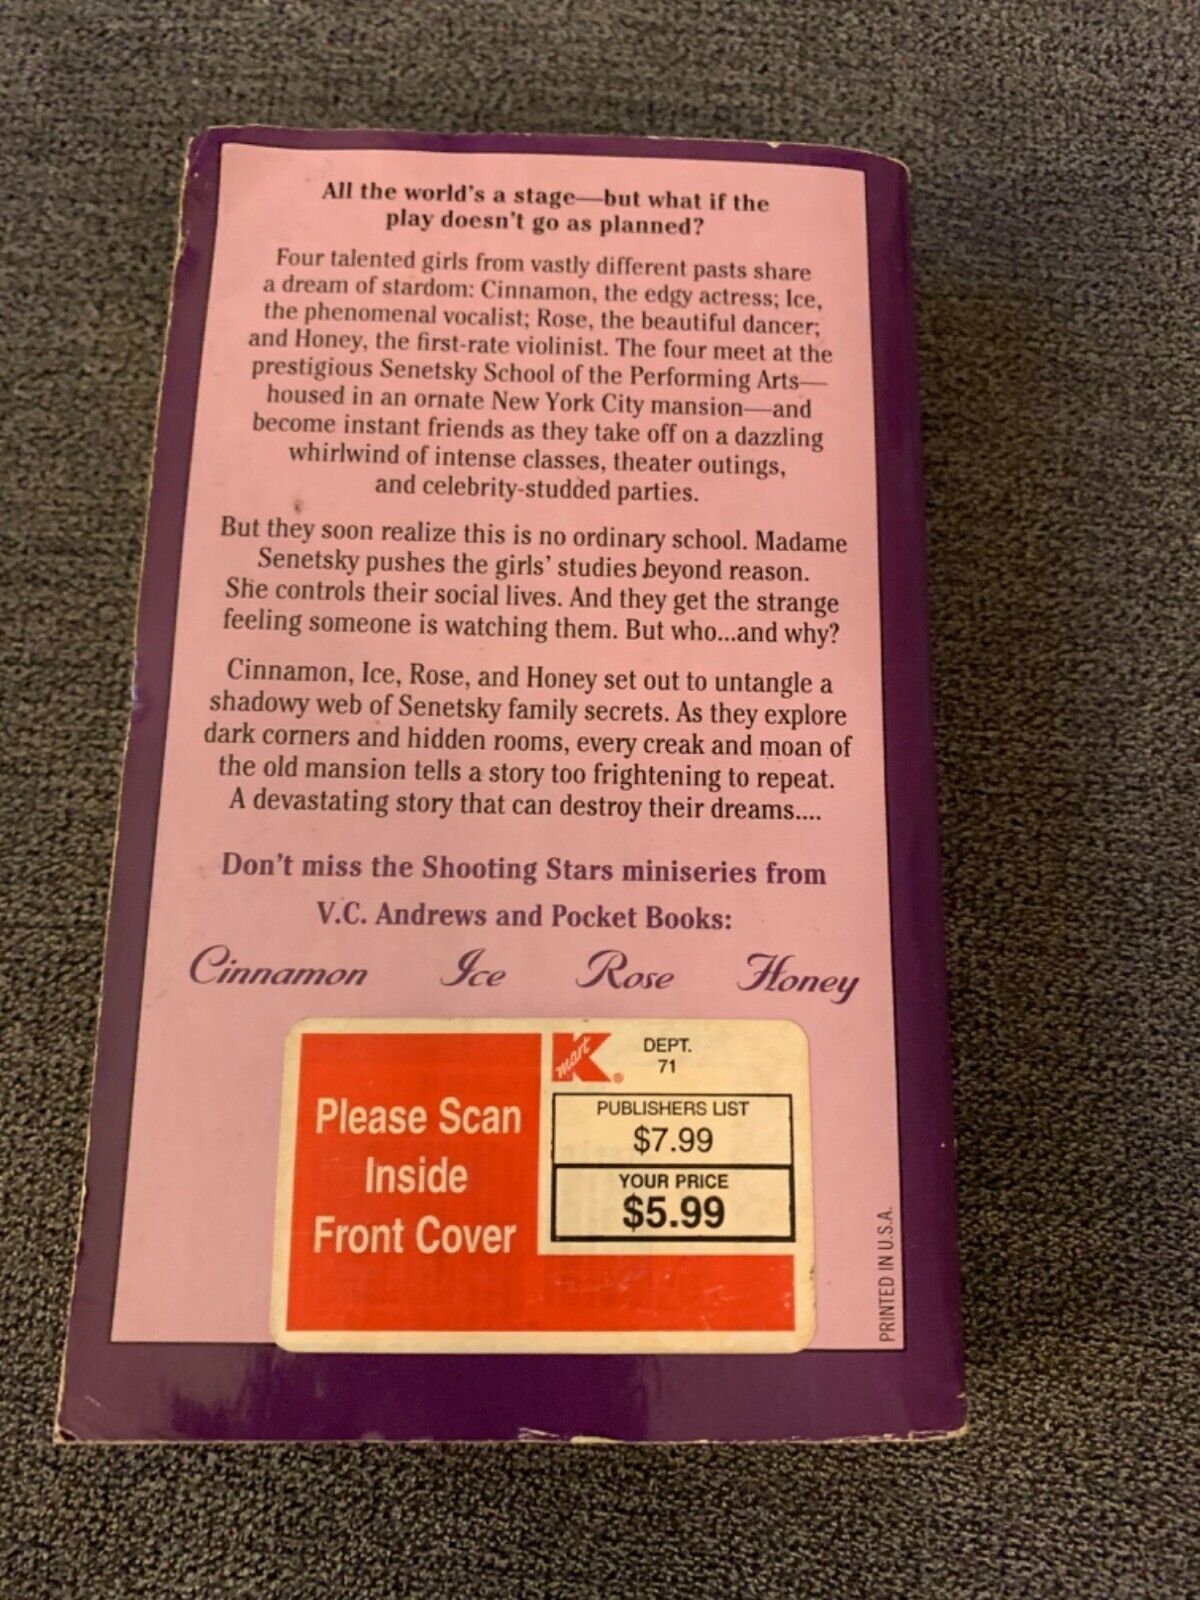 All the world's a stage—but what if the
play doesn't go as planned?
Four talented girls from vastly different pasts share
a dream of stardom: Cinnamon, the edgy actress; Ice,
the phenomenal vocalist; Rose, the beautiful dancer;
and Honey, the first-rate violinist. The four meet at the
prestigious Senetsky School of the Performing Arts—
housed in an ornate New York City mansion—and
become instant friends as they take off on a dazzling
whirlwind of intense classes, theater outings,
and celebrity-studded parties.
But they soon realize this is no ordinary school. Madame
Senetsky pushes the girls' studies beyond reason.
She controls their social lives. And they get the strange
feeling someone is watching them. But who...and why?
Cinnamon, Ice, Rose, and Honey set out to untangle a
shadowy web of Senetsky family secrets. As they explore
dark corners and hidden rooms, every creak and moan of
the old mansion tells a story too frightening to repeat.
A devastating story that can destroy their dreams....
Don't miss the Shooting Stars miniseries from
V.C. Andrews and Pocket Books:
Cinnamon Ice Rose Honey
Please Scan
Inside
Front Cover
Kmart®
DEPT.
71
PUBLISHERS LIST
$7.99
YOUR PRICE
$5.99
PRINTED IN U.S.A.